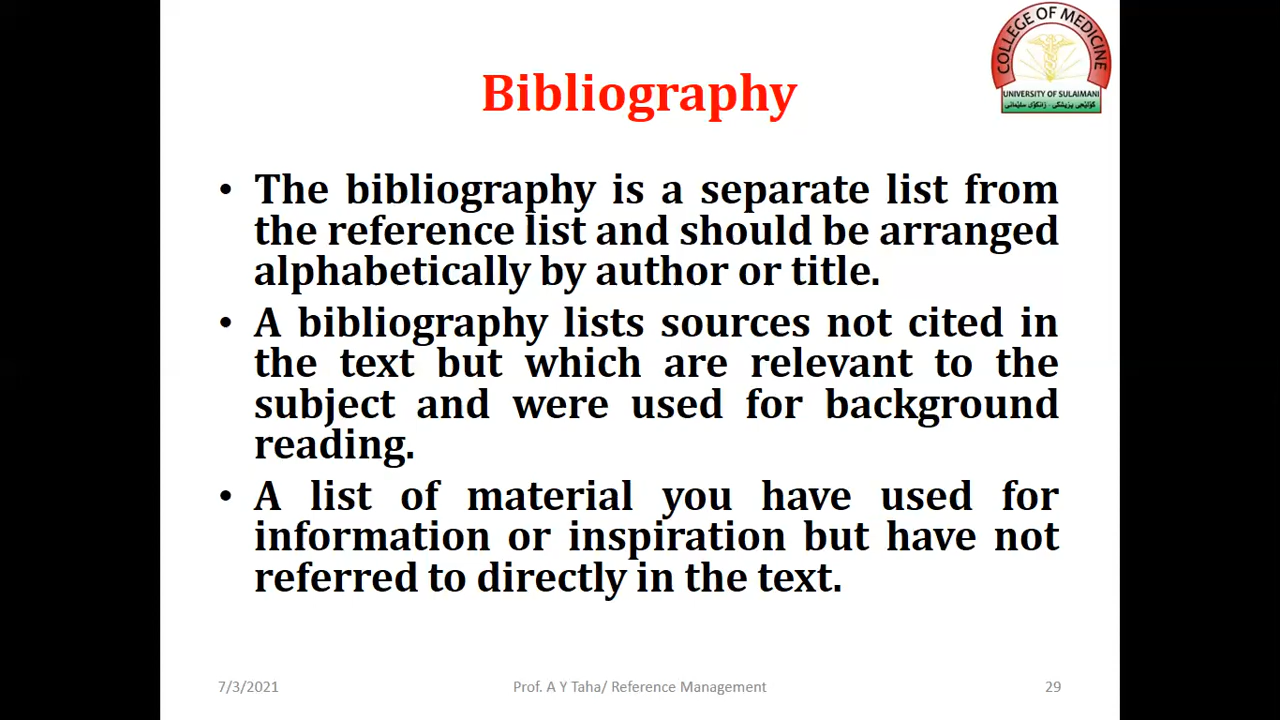 COLLEGE OF MEDICINE
UNIVERSITY OF SULAIMANI
كۆلێجی پزیشکی - زانکۆی سلێمانی
Bibliography
• The bibliography is a separate list from
the reference list and should be arranged
alphabetically by author or title.
• A bibliography lists sources not cited in
the text but which are relevant to the
subject and were used for background
reading.
• A list of material you have used for
information or inspiration but have not
referred to directly in the text.
7/3/2021
Prof. A Y Taha/ Reference Management
29